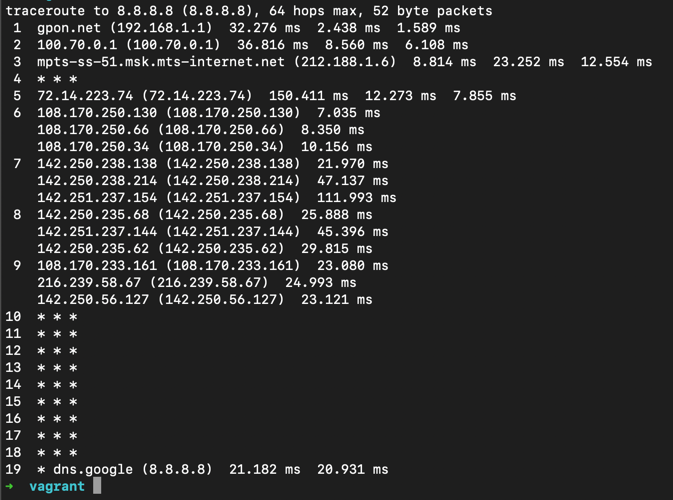 traceroute to 8.8.8.8 (8.8.8.8), 64 hops max, 52 byte packets
 1  gpon.net (192.168.1.1)  32.276 ms  2.438 ms  1.589 ms
 2  100.70.0.1 (100.70.0.1)  36.816 ms  8.560 ms  6.108 ms
 3  mpts-ss-51.msk.mts-internet.net (212.188.1.6)  8.814 ms  23.252 ms  12.554 ms
 4  * * *
 5  72.14.223.74 (72.14.223.74)  150.411 ms  12.273 ms  7.855 ms
 6  108.170.250.130 (108.170.250.130)  7.035 ms
    108.170.250.66 (108.170.250.66)  8.350 ms
    108.170.250.34 (108.170.250.34)  10.156 ms
 7  142.250.238.138 (142.250.238.138)  21.970 ms
    142.250.238.214 (142.250.238.214)  47.137 ms
    142.251.237.154 (142.251.237.154)  111.993 ms
 8  142.250.235.68 (142.250.235.68)  25.888 ms
    142.251.237.144 (142.251.237.144)  45.396 ms
    142.250.235.62 (142.250.235.62)  29.815 ms
 9  108.170.233.161 (108.170.233.161)  23.080 ms
    216.239.58.67 (216.239.58.67)  24.993 ms
    142.250.56.127 (142.250.56.127)  23.121 ms
10  * * *
11  * * *
12  * * *
13  * * *
14  * * *
15  * * *
16  * * *
17  * * *
18  * * *
19  * dns.google (8.8.8.8)  21.182 ms  20.931 ms
→  vagrant